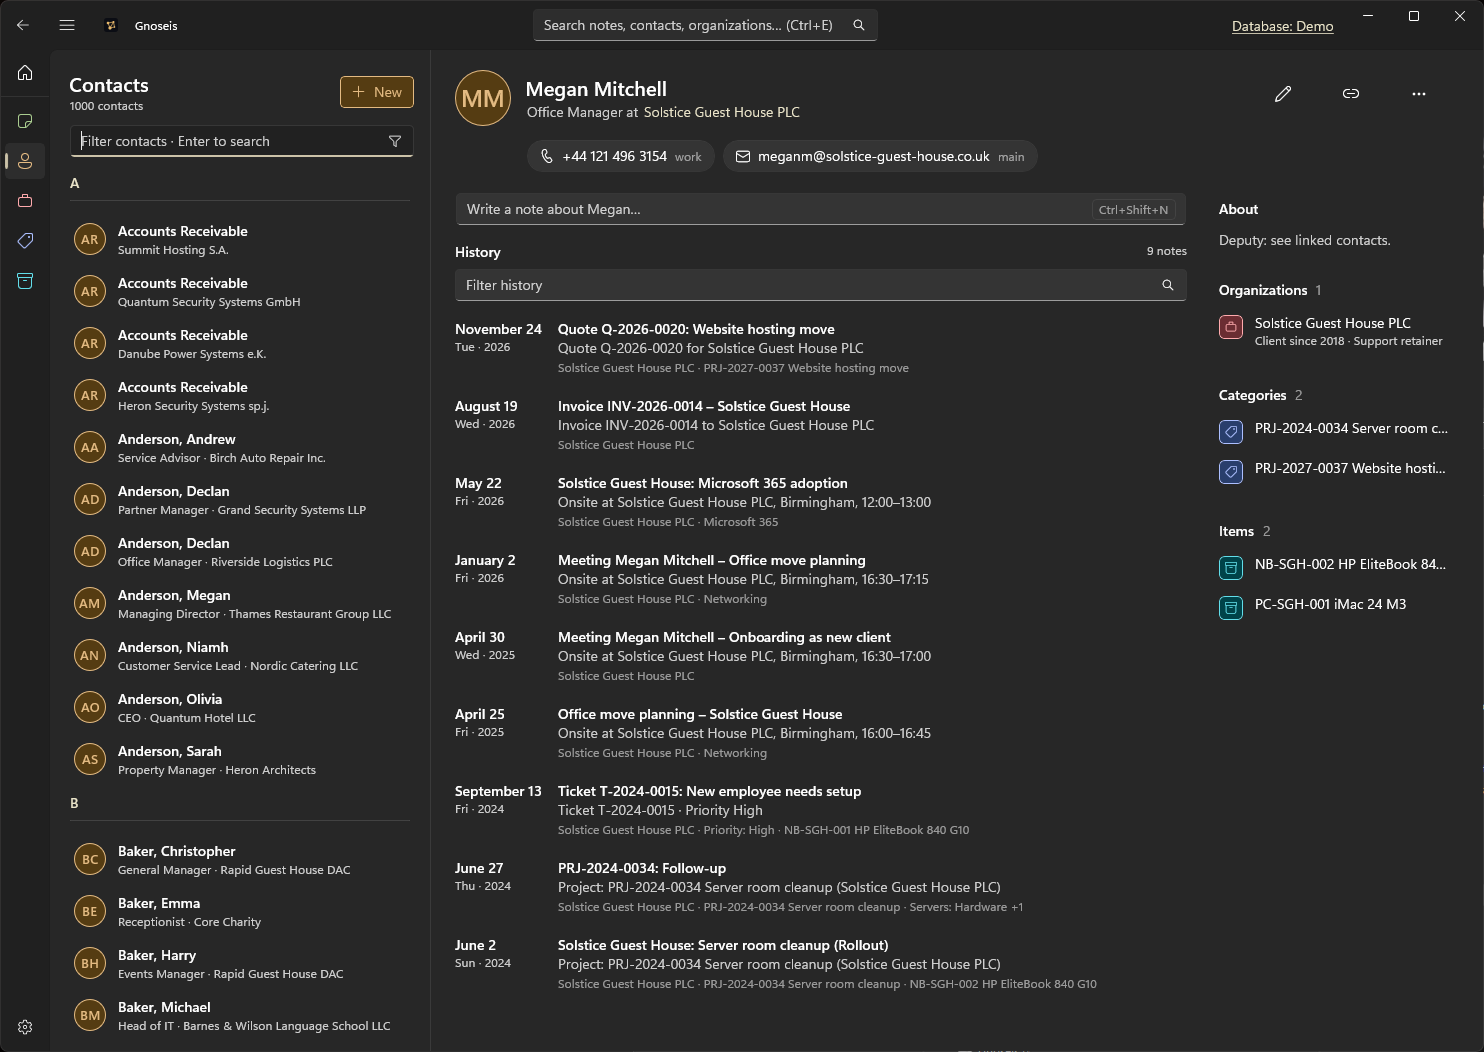 Gnoseis
Search notes, contacts, organizations... (Ctrl+E)
Database: Demo
Contacts
1000 contacts
New
Filter contacts · Enter to search
A
AR
Accounts Receivable
Summit Hosting S.A.
AR
Accounts Receivable
Quantum Security Systems GmbH
AR
Accounts Receivable
Danube Power Systems e.K.
AR
Accounts Receivable
Heron Security Systems sp.j.
AA
Anderson, Andrew
Service Advisor · Birch Auto Repair Inc.
AD
Anderson, Declan
Partner Manager · Grand Security Systems LLP
AD
Anderson, Declan
Office Manager · Riverside Logistics PLC
AM
Anderson, Megan
Managing Director · Thames Restaurant Group LLC
AN
Anderson, Niamh
Customer Service Lead · Nordic Catering LLC
AO
Anderson, Olivia
CEO · Quantum Hotel LLC
AS
Anderson, Sarah
Property Manager · Heron Architects
B
BC
Baker, Christopher
General Manager · Rapid Guest House DAC
BE
Baker, Emma
Receptionist · Core Charity
BH
Baker, Harry
Events Manager · Rapid Guest House DAC
BM
Baker, Michael
Head of IT · Barnes & Wilson Language School LLC
MM
Megan Mitchell
Office Manager at Solstice Guest House PLC
+44 121 496 3154 work
meganm@solstice-guest-house.co.uk main
Write a note about Megan... Ctrl+Shift+N
History 9 notes
Filter history
November 24
Tue · 2026
Quote Q-2026-0020: Website hosting move
Quote Q-2026-0020 for Solstice Guest House PLC
Solstice Guest House PLC · PRJ-2027-0037 Website hosting move
August 19
Wed · 2026
Invoice INV-2026-0014 – Solstice Guest House
Invoice INV-2026-0014 to Solstice Guest House PLC
Solstice Guest House PLC
May 22
Fri · 2026
Solstice Guest House: Microsoft 365 adoption
Onsite at Solstice Guest House PLC, Birmingham, 12:00–13:00
Solstice Guest House PLC · Microsoft 365
January 2
Fri · 2026
Meeting Megan Mitchell – Office move planning
Onsite at Solstice Guest House PLC, Birmingham, 16:30–17:15
Solstice Guest House PLC · Networking
April 30
Wed · 2025
Meeting Megan Mitchell – Onboarding as new client
Onsite at Solstice Guest House PLC, Birmingham, 16:30–17:00
Solstice Guest House PLC
April 25
Fri · 2025
Office move planning – Solstice Guest House
Onsite at Solstice Guest House PLC, Birmingham, 16:00–16:45
Solstice Guest House PLC · Networking
September 13
Fri · 2024
Ticket T-2024-0015: New employee needs setup
Ticket T-2024-0015 · Priority High
Solstice Guest House PLC · Priority: High · NB-SGH-001 HP EliteBook 840 G10
June 27
Thu · 2024
PRJ-2024-0034: Follow-up
Project: PRJ-2024-0034 Server room cleanup (Solstice Guest House PLC)
Solstice Guest House PLC · PRJ-2024-0034 Server room cleanup · Servers: Hardware +1
June 2
Sun · 2024
Solstice Guest House: Server room cleanup (Rollout)
Project: PRJ-2024-0034 Server room cleanup (Solstice Guest House PLC)
Solstice Guest House PLC · PRJ-2024-0034 Server room cleanup · NB-SGH-002 HP EliteBook 840 G10
About
Deputy: see linked contacts.
Organizations 1
Solstice Guest House PLC
Client since 2018 · Support retainer
Categories 2
PRJ-2024-0034 Server room c...
PRJ-2027-0037 Website hosti...
Items 2
NB-SGH-002 HP EliteBook 84...
PC-SGH-001 iMac 24 M3